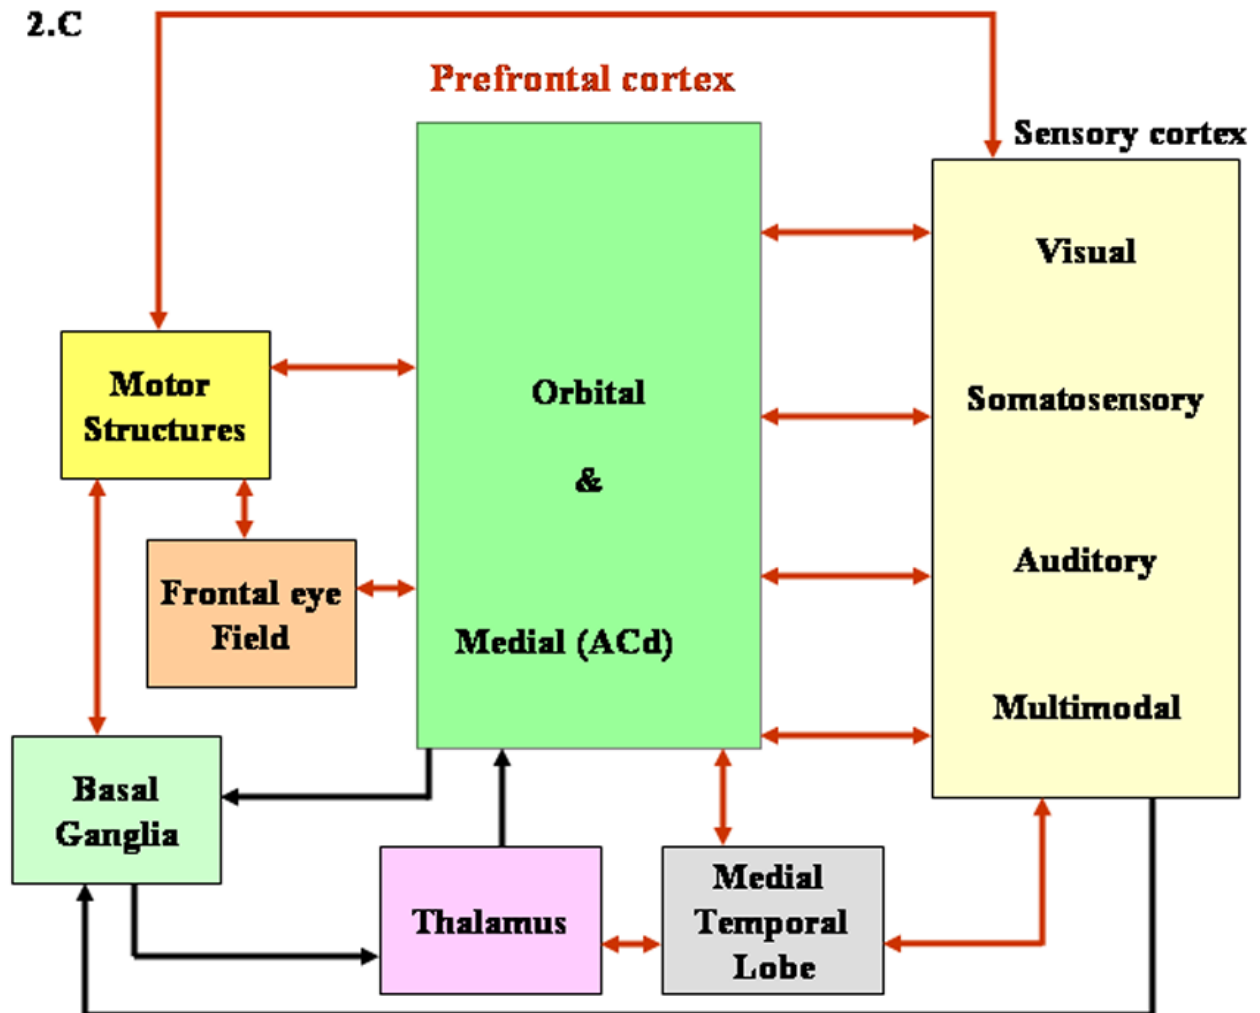 2.C
Prefrontal cortex
Sensory cortex
Visual
Somatosensory
Auditory
Multimodal
Orbital
&
Medial (ACd)
Motor
Structures
Frontal eye
Field
Basal
Ganglia
Thalamus
Medial
Temporal
Lobe